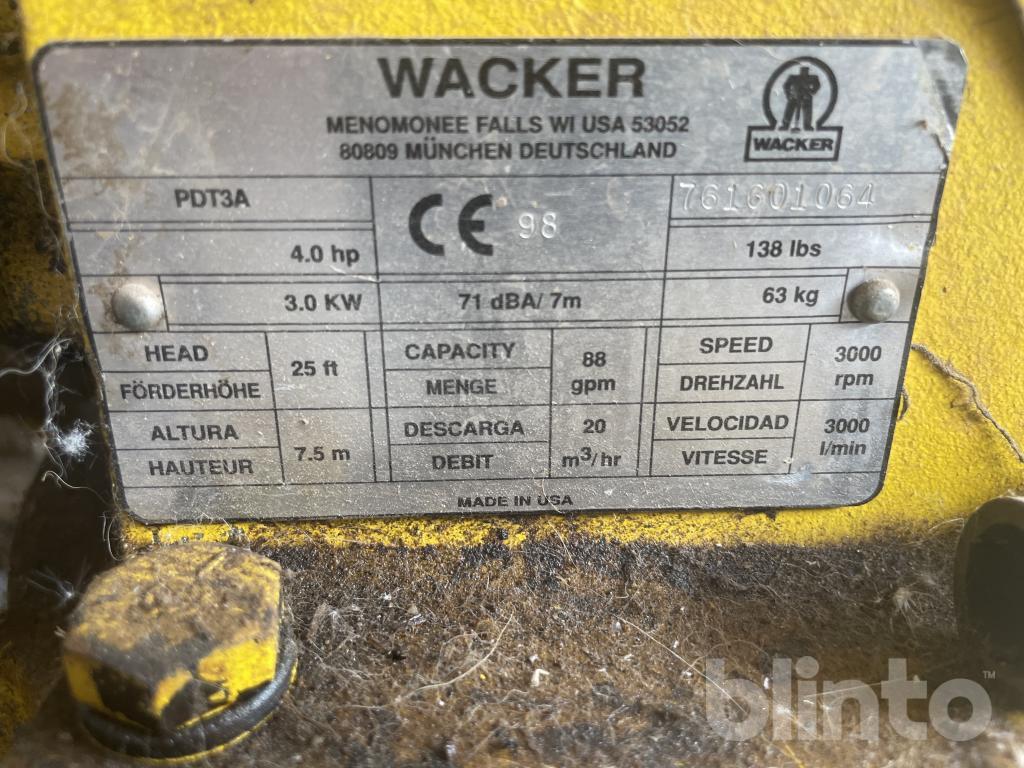 WACKER
MENOMONEE FALLS WI USA 53052
80809 MÜNCHEN DEUTSCHLAND
WACKER
PDT3A
CE 98
761601064
4.0 hp
138 lbs
3.0 KW
71 dBA/ 7m
63 kg
HEAD
FÖRDERHÖHE
25 ft
CAPACITY
MENGE
88
gpm
SPEED
DREHZAHL
3000
rpm
ALTURA
HAUTEUR
7.5 m
DESCARGA
DEBIT
20
m³/hr
VELOCIDAD
VITESSE
3000
l/min
MADE IN USA
blinto™